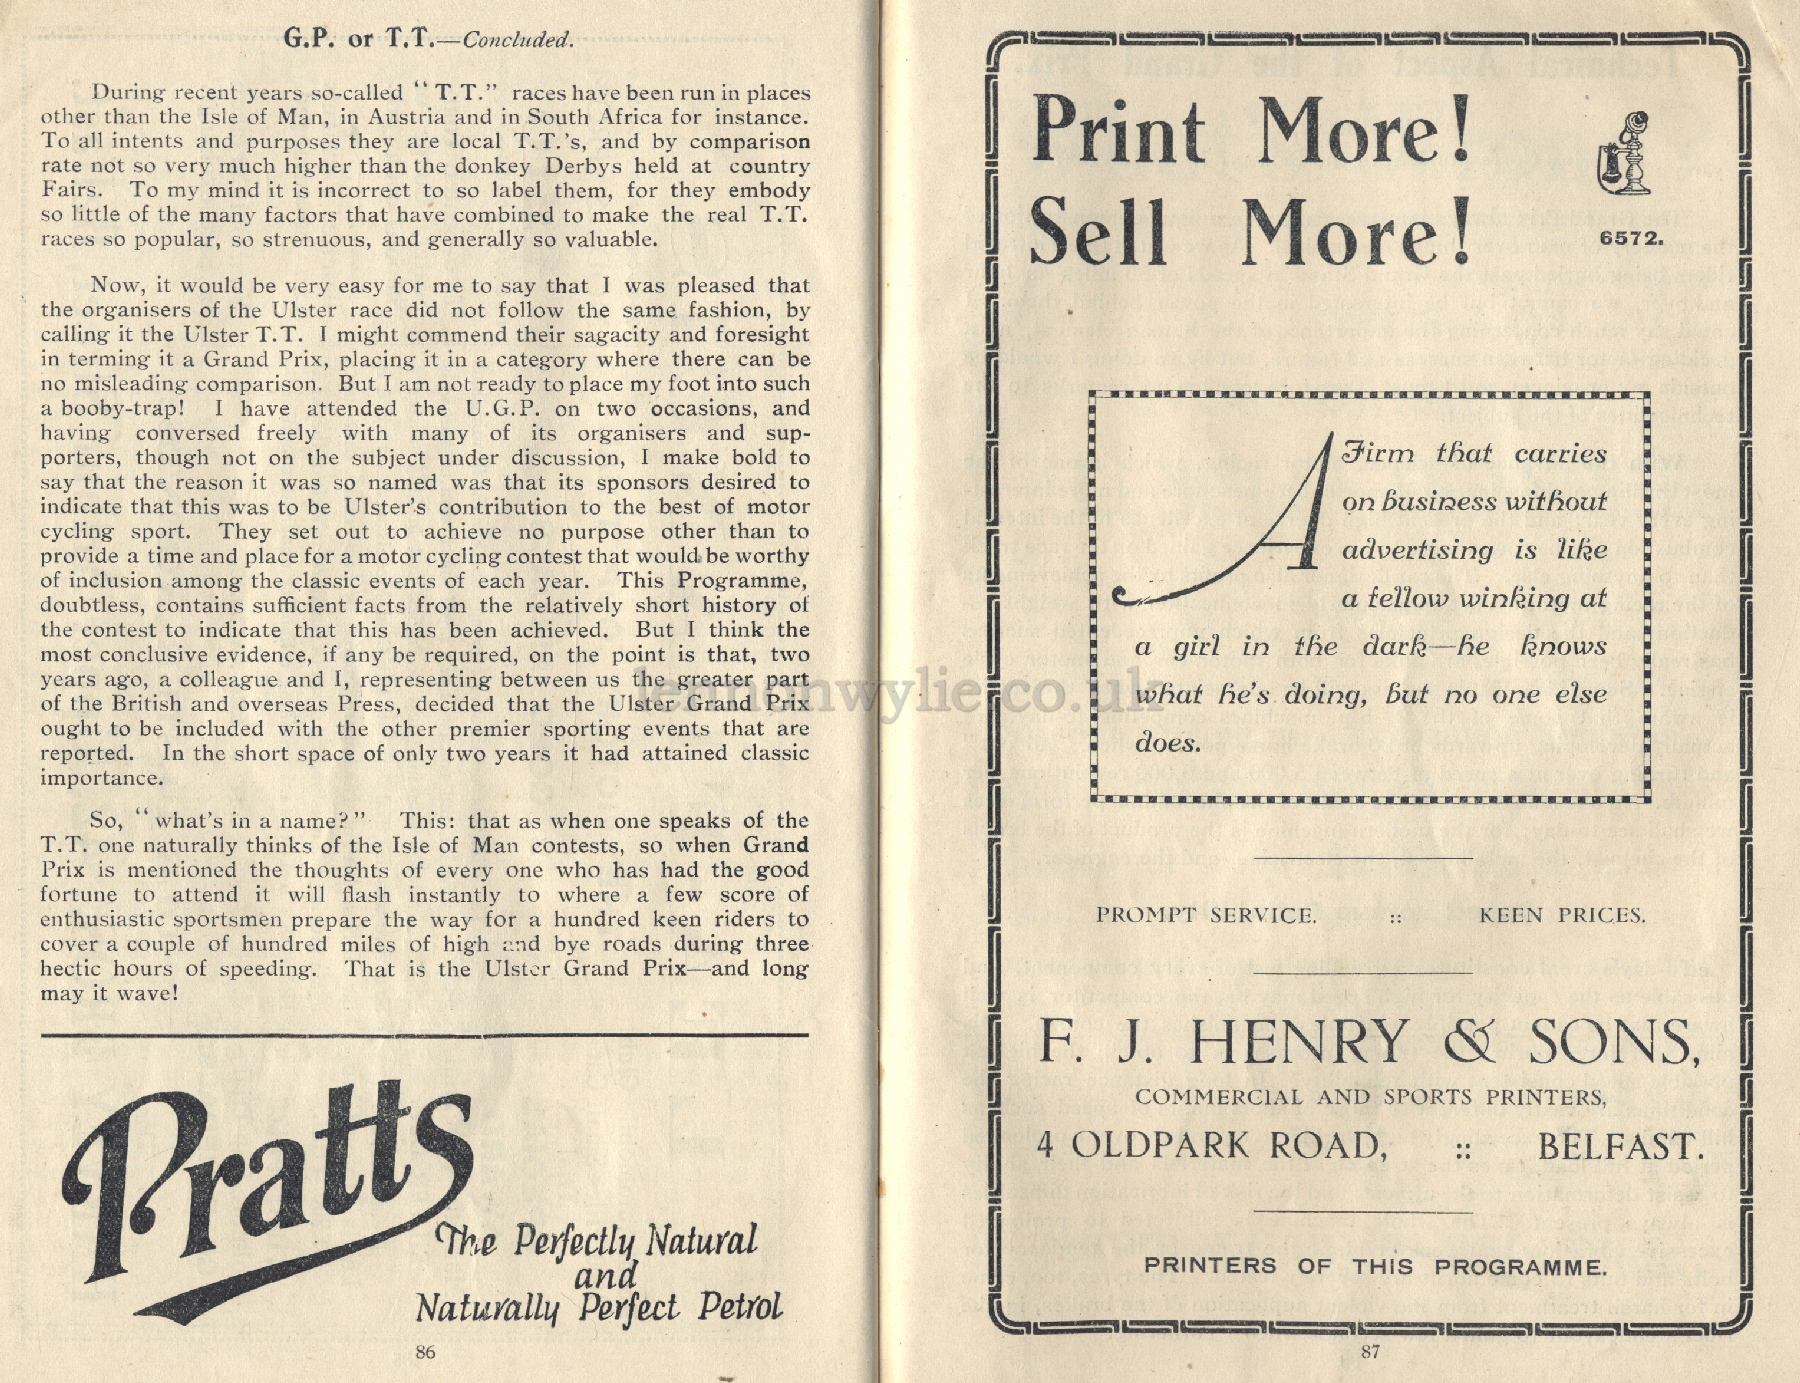 G.P. or T.T.—Concluded.
During recent years so-called “T.T.” races have been run in places
other than the Isle of Man, in Austria and in South Africa for instance.
To all intents and purposes they are local T.T.'s, and by comparison
rate not so very much higher than the donkey Derbys held at country
Fairs. To my mind it is incorrect to so label them, for they embody
so little of the many factors that have combined to make the real T.T.
races so popular, so strenuous, and generally so valuable.
Now, it would be very easy for me to say that I was pleased that
the organisers of the Ulster race did not follow the same fashion, by
calling it the Ulster T.T. I might commend their sagacity and foresight
in terming it a Grand Prix, placing it in a category where there can be
no misleading comparison. But I am not ready to place my foot into such
a booby-trap! I have attended the U.G.P. on two occasions, and
having conversed freely with many of its organisers and sup-
porters, though not on the subject under discussion, I make bold to
say that the reason it was so named was that its sponsors desired to
indicate that this was to be Ulster's contribution to the best of motor
cycling sport. They set out to achieve no purpose other than to
provide a time and place for a motor cycling contest that would be worthy
of inclusion among the classic events of each year. This Programme,
doubtless, contains sufficient facts from the relatively short history of
the contest to indicate that this has been achieved. But I think the
most conclusive evidence, if any be required, on the point is that, two
years ago, a colleague and I, representing between us the greater part
of the British and overseas Press, decided that the Ulster Grand Prix
ought to be included with the other premier sporting events that are
reported. In the short space of only two years it had attained classic
importance.
So, “what's in a name?” This: that as when one speaks of the
T.T. one naturally thinks of the Isle of Man contests, so when Grand
Prix is mentioned the thoughts of every one who has had the good
fortune to attend it will flash instantly to where a few score of
enthusiastic sportsmen prepare the way for a hundred keen riders to
cover a couple of hundred miles of high and bye roads during three
hectic hours of speeding. That is the Ulster Grand Prix—and long
may it wave!
Pratts
The Perfectly Natural
and
Naturally Perfect Petrol
86
Print More!
Sell More!
6572.
A Firm that carries
on business without
advertising is like
a fellow winking at
a girl in the dark—he knows
what he's doing, but no one else
does.
PROMPT SERVICE. :: KEEN PRICES.
F. J. HENRY & SONS,
COMMERCIAL AND SPORTS PRINTERS,
4 OLDPARK ROAD, :: BELFAST.
PRINTERS OF THIS PROGRAMME.
87
lennonwylie.co.uk